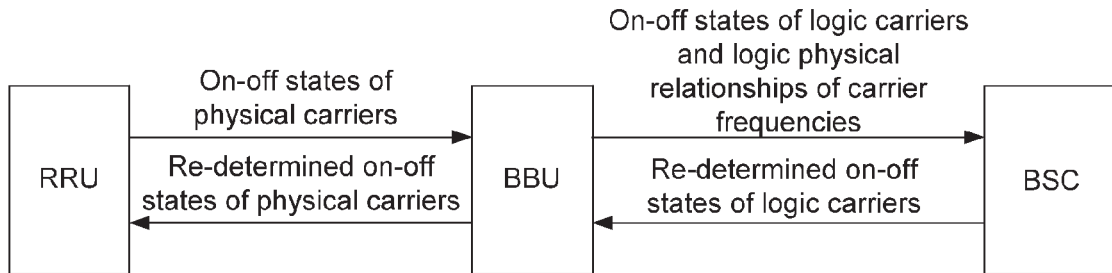 On-off states of logic carriers
and logic physical
relationships of carrier
frequencies
On-off states of
physical carriers
RRU
Re-determined on-off
states of physical carriers
BBU
Re-determined on-off
states of logic carriers
BSC